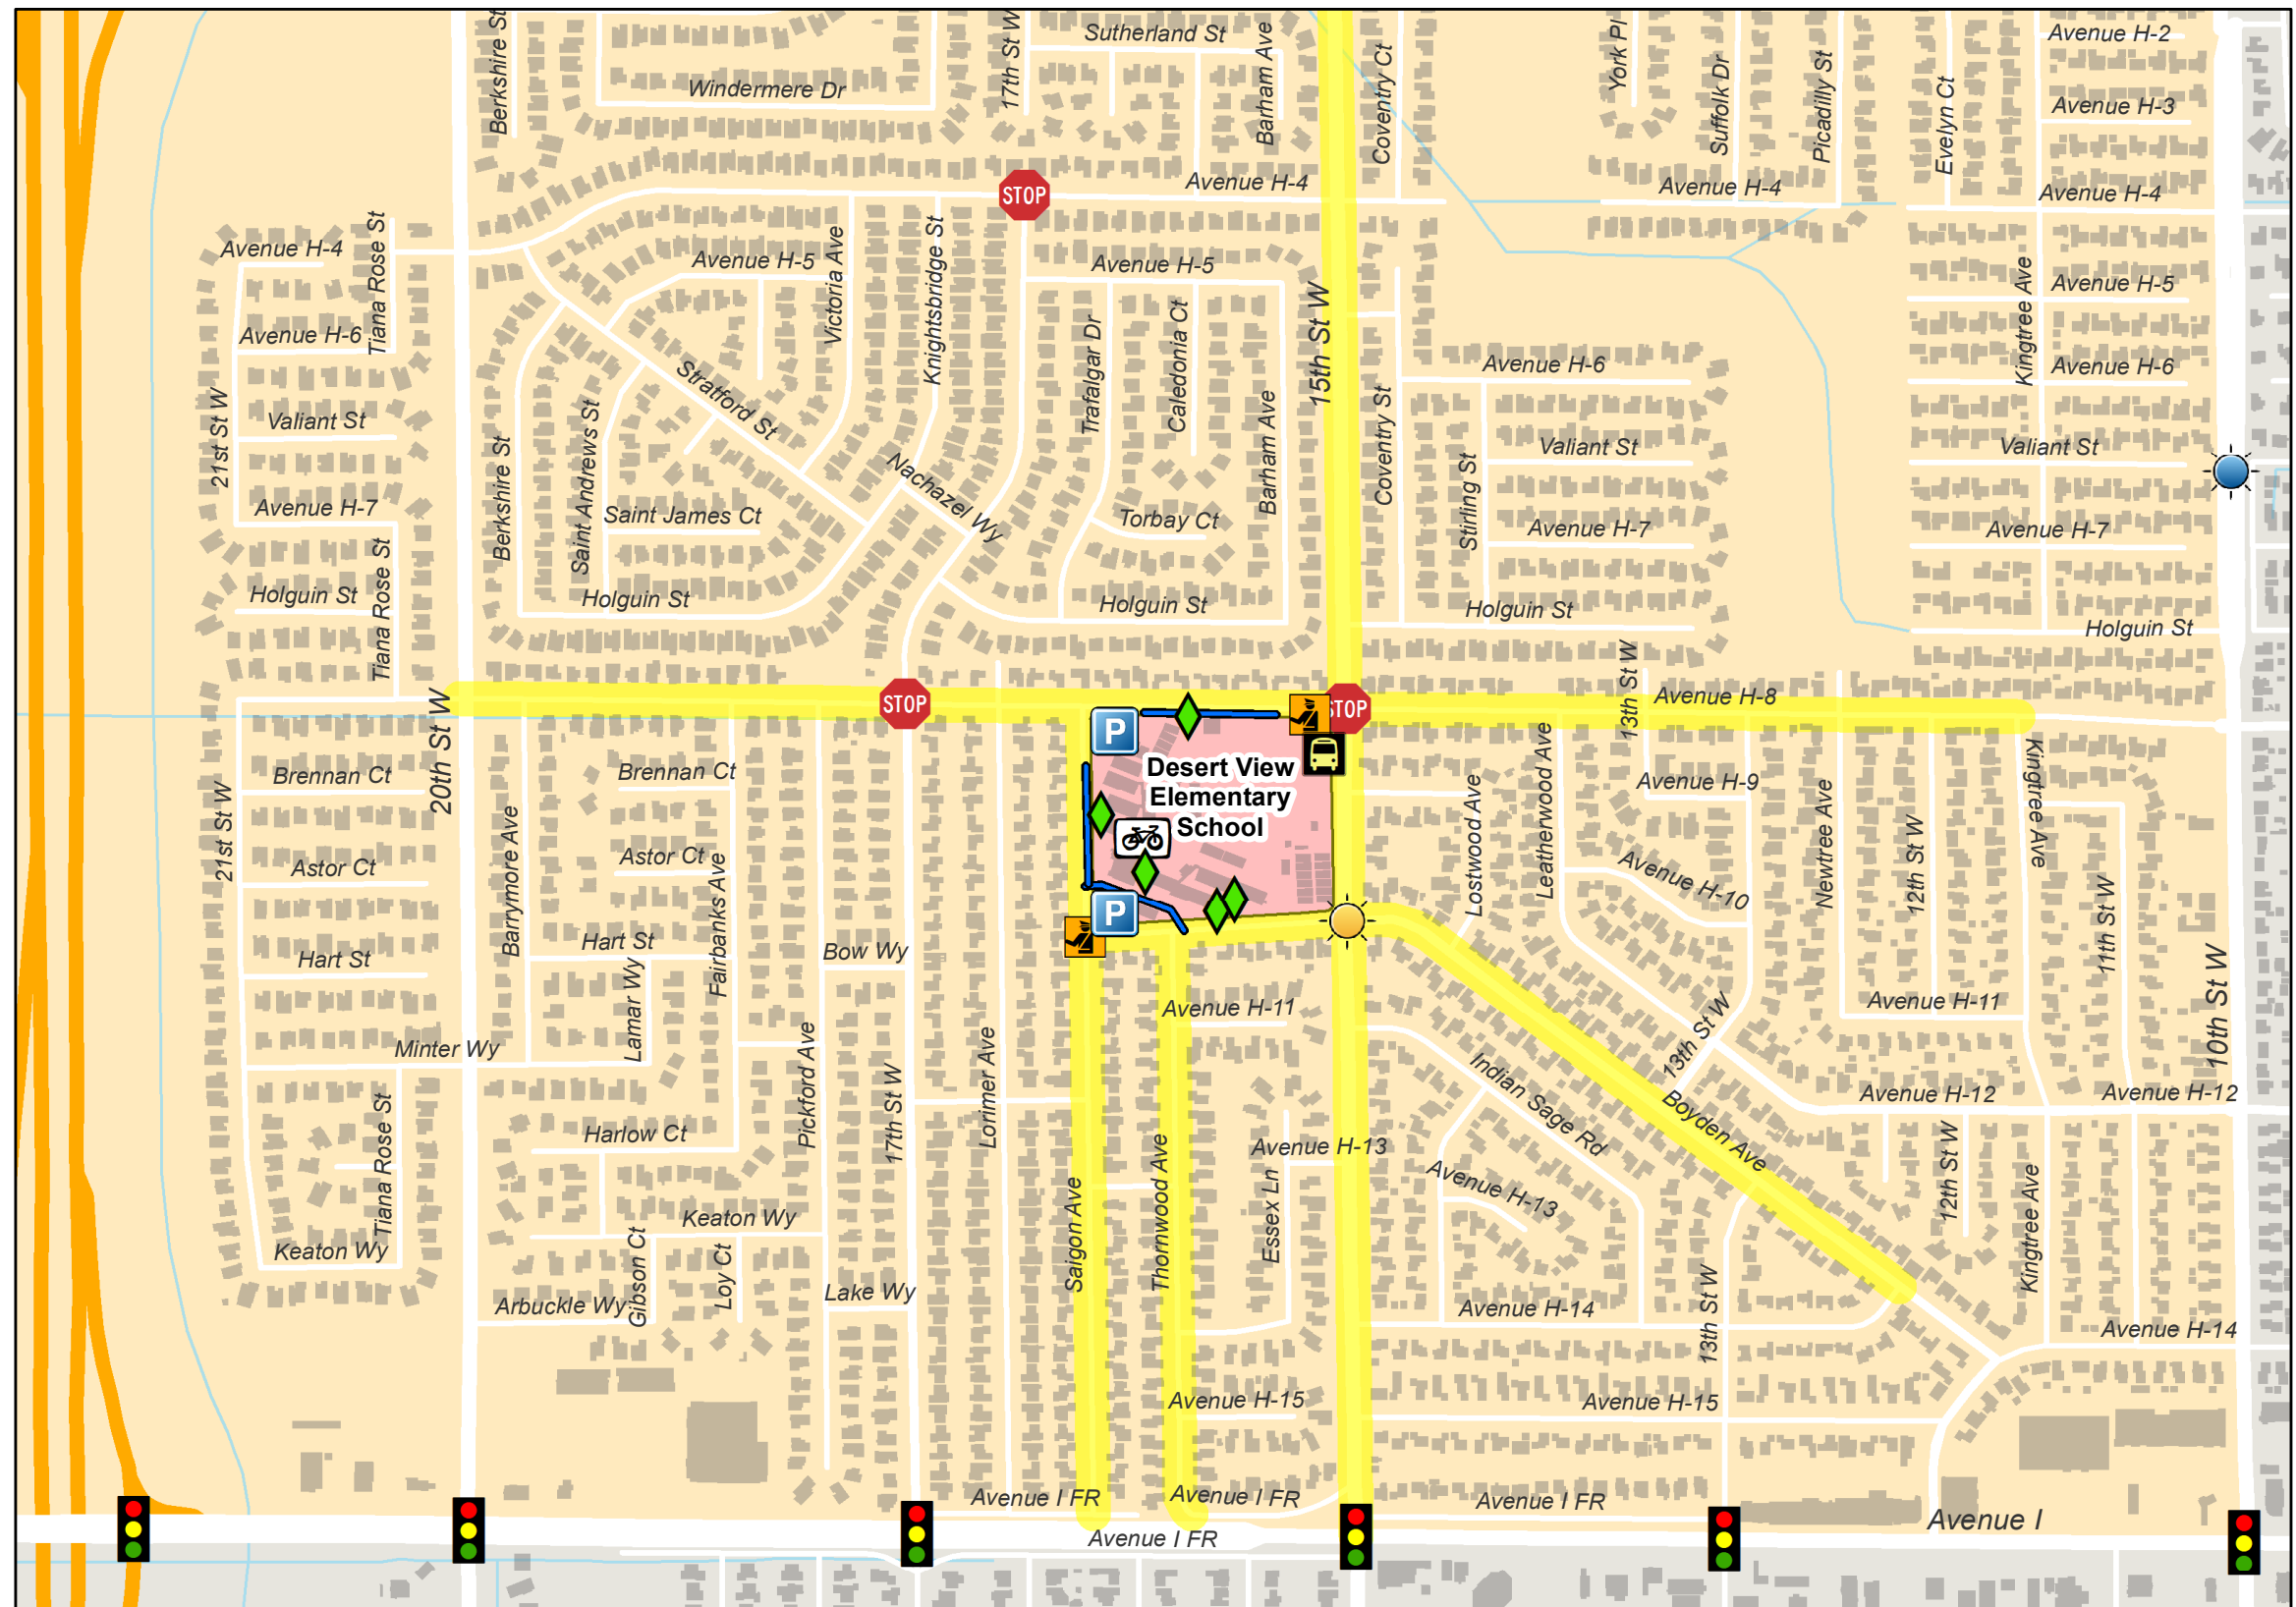 Berkshire St
17th St W
Sutherland St
Barham Ave
Coventry Ct
York Pl
Suffolk Dr
Picadilly St
Evelyn Ct
Avenue H-2
Windermere Dr
Avenue H-3
STOP
Avenue H-4
Avenue H-4
Avenue H-4
Avenue H-4
Tiana Rose St
Avenue H-5
Victoria Ave
Knightsbridge St
Avenue H-5
15th St W
Kingtree Ave
Avenue H-5
Avenue H-6
Trafalgar Dr
Caledonia Ct
Avenue H-6
Avenue H-6
21st St W
Valiant St
Stratford St
Barham Ave
Coventry St
Stirling St
Valiant St
Valiant St
Berkshire St
Saint Andrews St
Nachazel Wy
Avenue H-7
Saint James Ct
Torbay Ct
Avenue H-7
Avenue H-7
Holguin St
Tiana Rose St
Holguin St
Holguin St
Holguin St
Holguin St
20th St W
STOP
STOP
13th St W
Avenue H-8
P
Desert View
Elementary
School
21st St W
Brennan Ct
Barrymore Ave
Brennan Ct
Lostwood Ave
Leatherwood Ave
Avenue H-9
Newtree Ave
12th St W
Kingtree Ave
Astor Ct
Astor Ct
Fairbanks Ave
Avenue H-10
11th St W
P
Hart St
Hart St
Lamar Wy
Bow Wy
10th St W
Avenue H-11
Avenue H-11
Minter Wy
Pickford Ave
17th St W
Lorimer Ave
Indian Sage Rd
13th St W
Boyden Ave
Avenue H-12
Avenue H-12
Tiana Rose St
Harlow Ct
Saigon Ave
Thornwood Ave
Essex Ln
Avenue H-13
Avenue H-13
12th St W
Kingtree Ave
Keaton Wy
Keaton Wy
Gibson Ct
Loy Ct
Arbuckle Wy
Lake Wy
Avenue H-14
13th St W
Avenue H-14
Avenue H-15
Avenue H-15
Avenue I FR
Avenue I FR
Avenue I FR
Avenue I FR
Avenue I